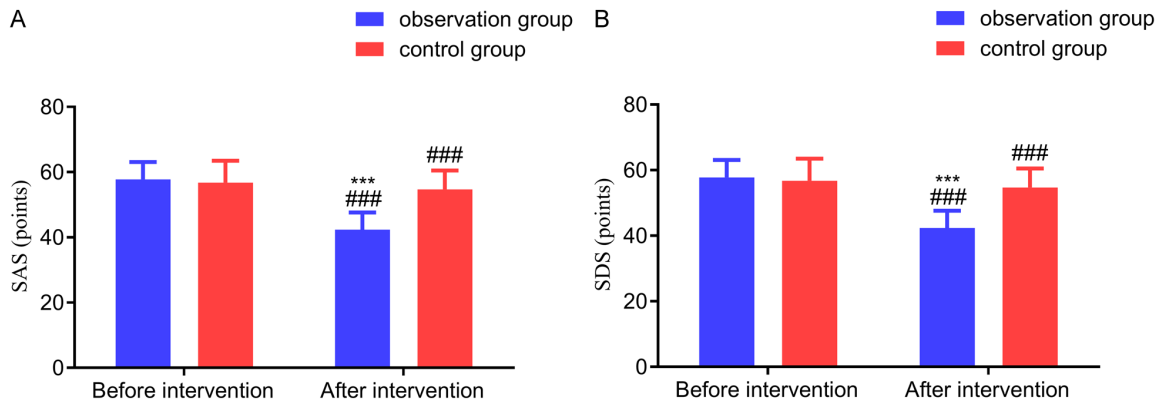 A
observation group
control group
SAS (points)
80
60
40
20
0
***
###
###
Before intervention
After intervention
B
observation group
control group
SDS (points)
80
60
40
20
0
***
###
###
Before intervention
After intervention